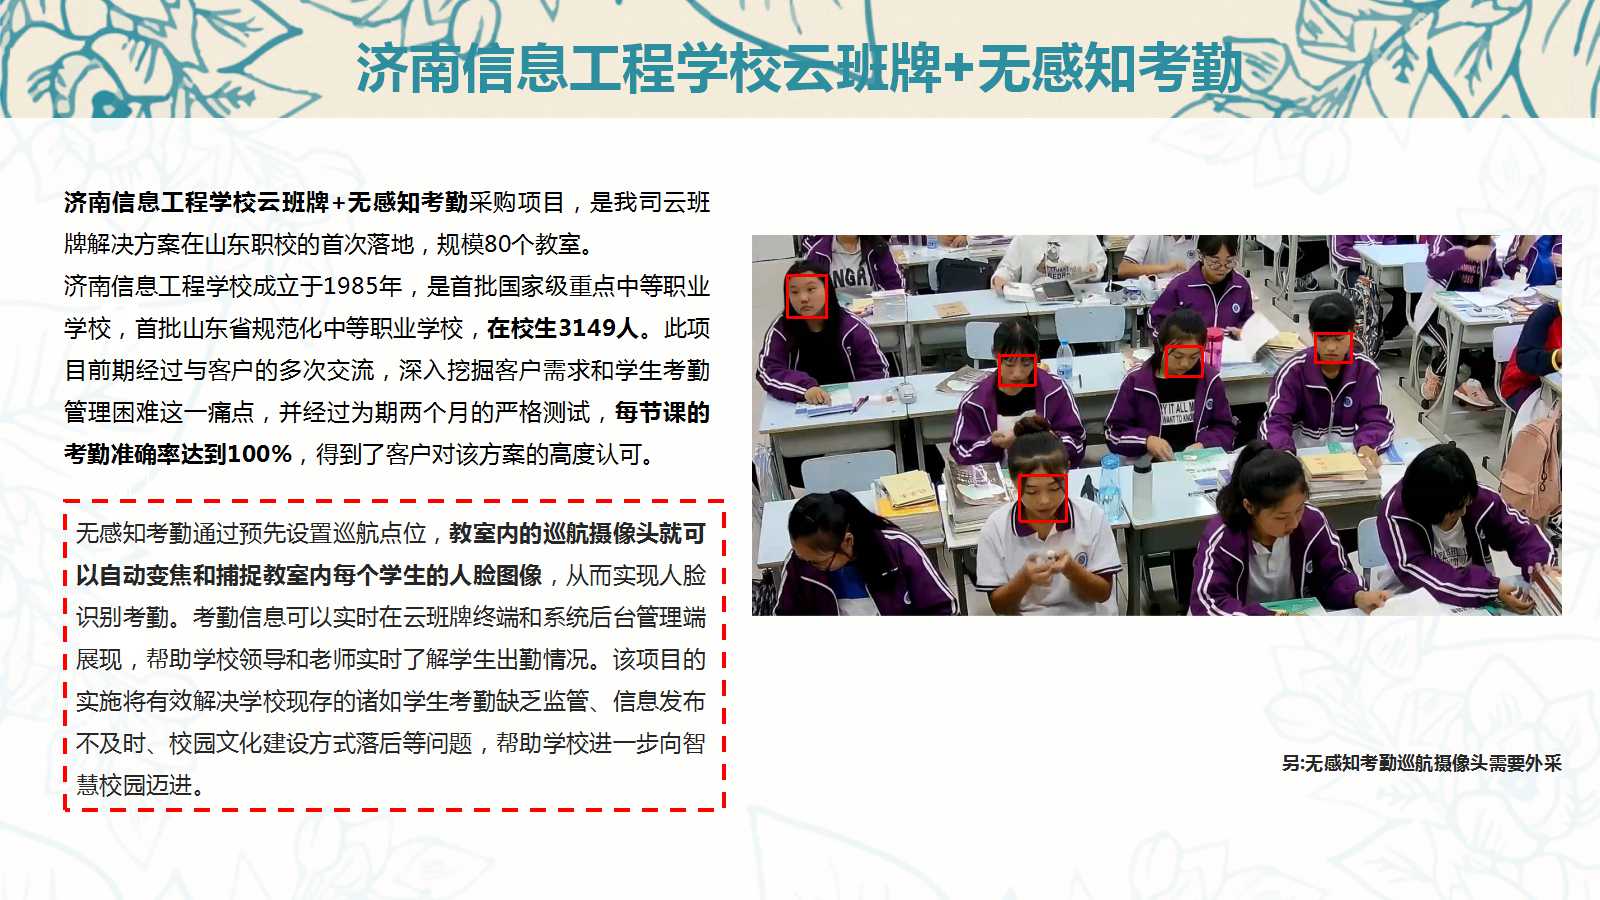 济南信息工程学校云班牌+无感知考勤
济南信息工程学校云班牌+无感知考勤采购项目，是我司云班
牌解决方案在山东职校的首次落地，规模80个教室。
济南信息工程学校成立于1985年，是首批国家级重点中等职业
学校，首批山东省规范化中等职业学校，在校生3149人。此项
目前期经过与客户的多次交流，深入挖掘客户需求和学生考勤
管理困难这一痛点，并经过为期两个月的严格测试，每节课的
考勤准确率达到100%，得到了客户对该方案的高度认可。
无感知考勤通过预先设置巡航点位，教室内的巡航摄像头就可
以自动变焦和捕捉教室内每个学生的人脸图像，从而实现人脸
识别考勤。考勤信息可以实时在云班牌终端和系统后台管理端
展现，帮助学校领导和老师实时了解学生出勤情况。该项目的
实施将有效解决学校现存的诸如学生考勤缺乏监管、信息发布
不及时、校园文化建设方式落后等问题，帮助学校进一步向智
慧校园迈进。
另:无感知考勤巡航摄像头需要外采